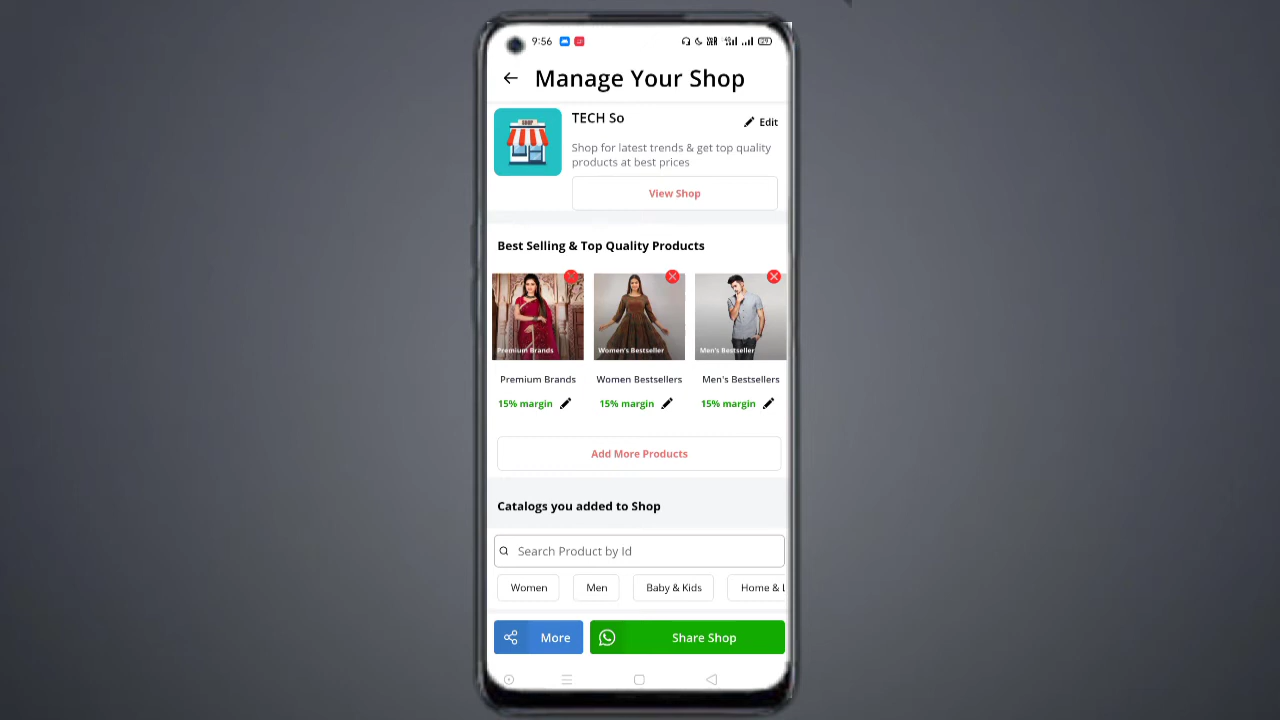 9:56
29
Manage Your Shop
SHOP
TECH So
Edit
Shop for latest trends & get top quality
products at best prices
View Shop
Best Selling & Top Quality Products
Premium Brands
Women's Bestseller
Men's Bestseller
Premium Brands
Women Bestsellers
Men's Bestsellers
15% margin
15% margin
15% margin
Add More Products
Catalogs you added to Shop
Search Product by Id
Women
Men
Baby & Kids
Home &
More
Share Shop